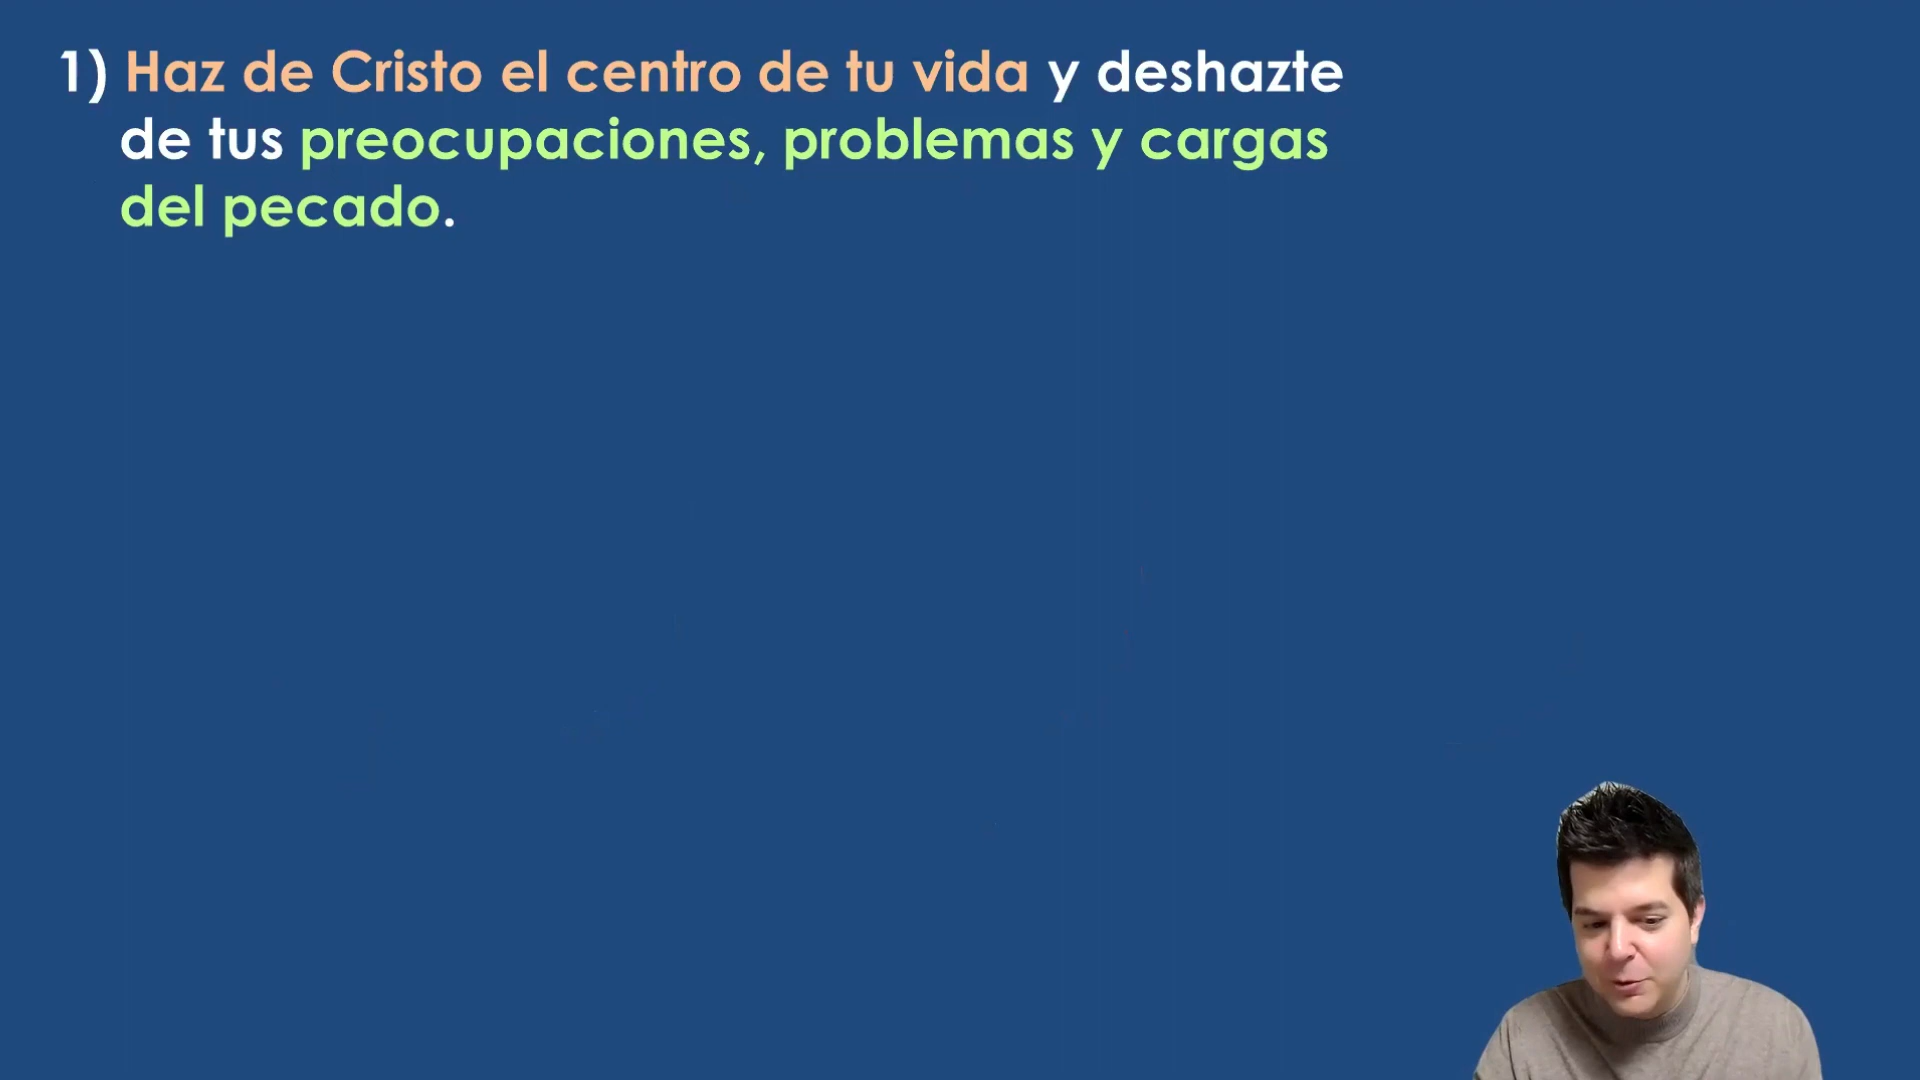 1) Haz de Cristo el centro de tu vida y deshazte
de tus preocupaciones, problemas y cargas
del pecado.